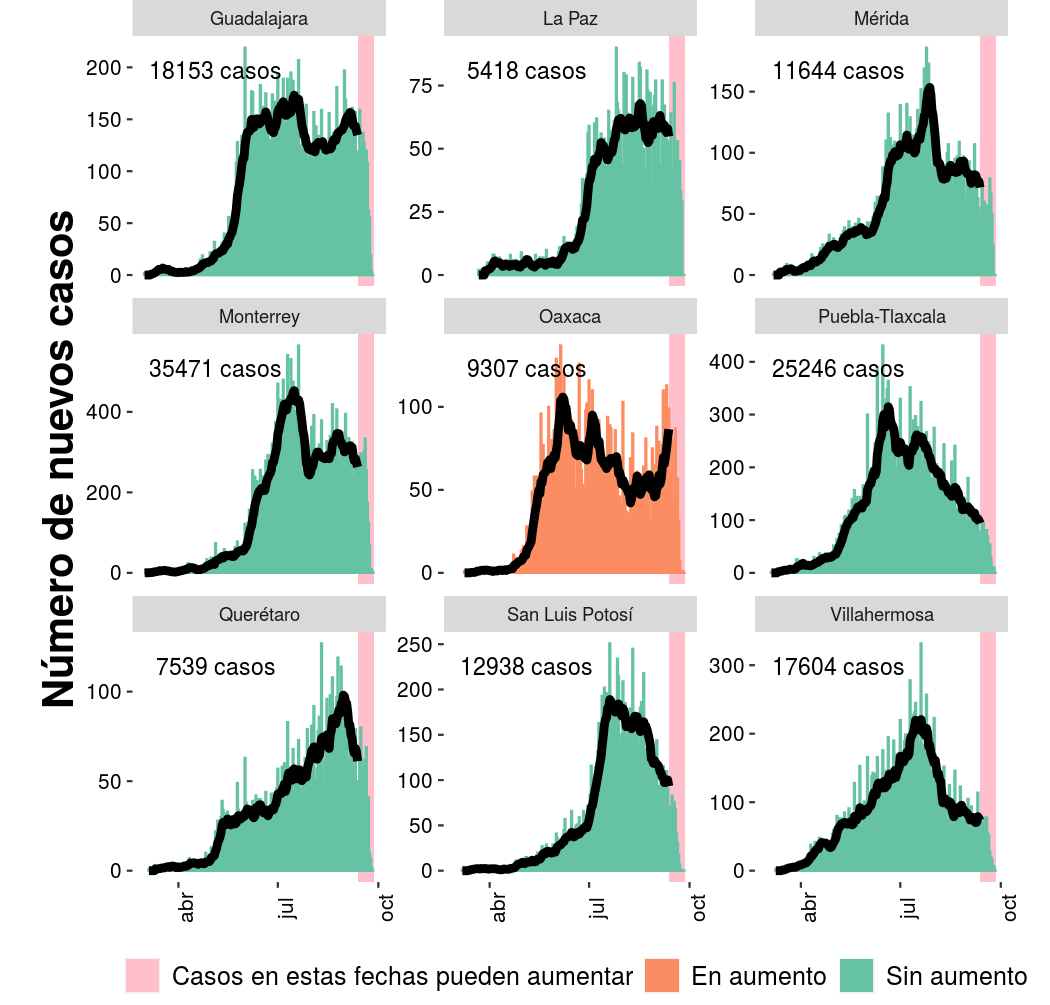 Número de nuevos casos
Guadalajara
18153 casos
200
150
100
50
0
La Paz
5418 casos
75
50
25
0
Mérida
11644 casos
150
100
50
0
Monterrey
35471 casos
400
200
0
Oaxaca
9307 casos
100
50
0
Puebla-Tlaxcala
25246 casos
400
300
200
100
0
Querétaro
7539 casos
100
50
0
abr jul oct
San Luis Potosí
12938 casos
250
200
150
100
50
0
abr jul oct
Villahermosa
17604 casos
300
200
100
0
abr jul oct
Casos en estas fechas pueden aumentar En aumento Sin aumento